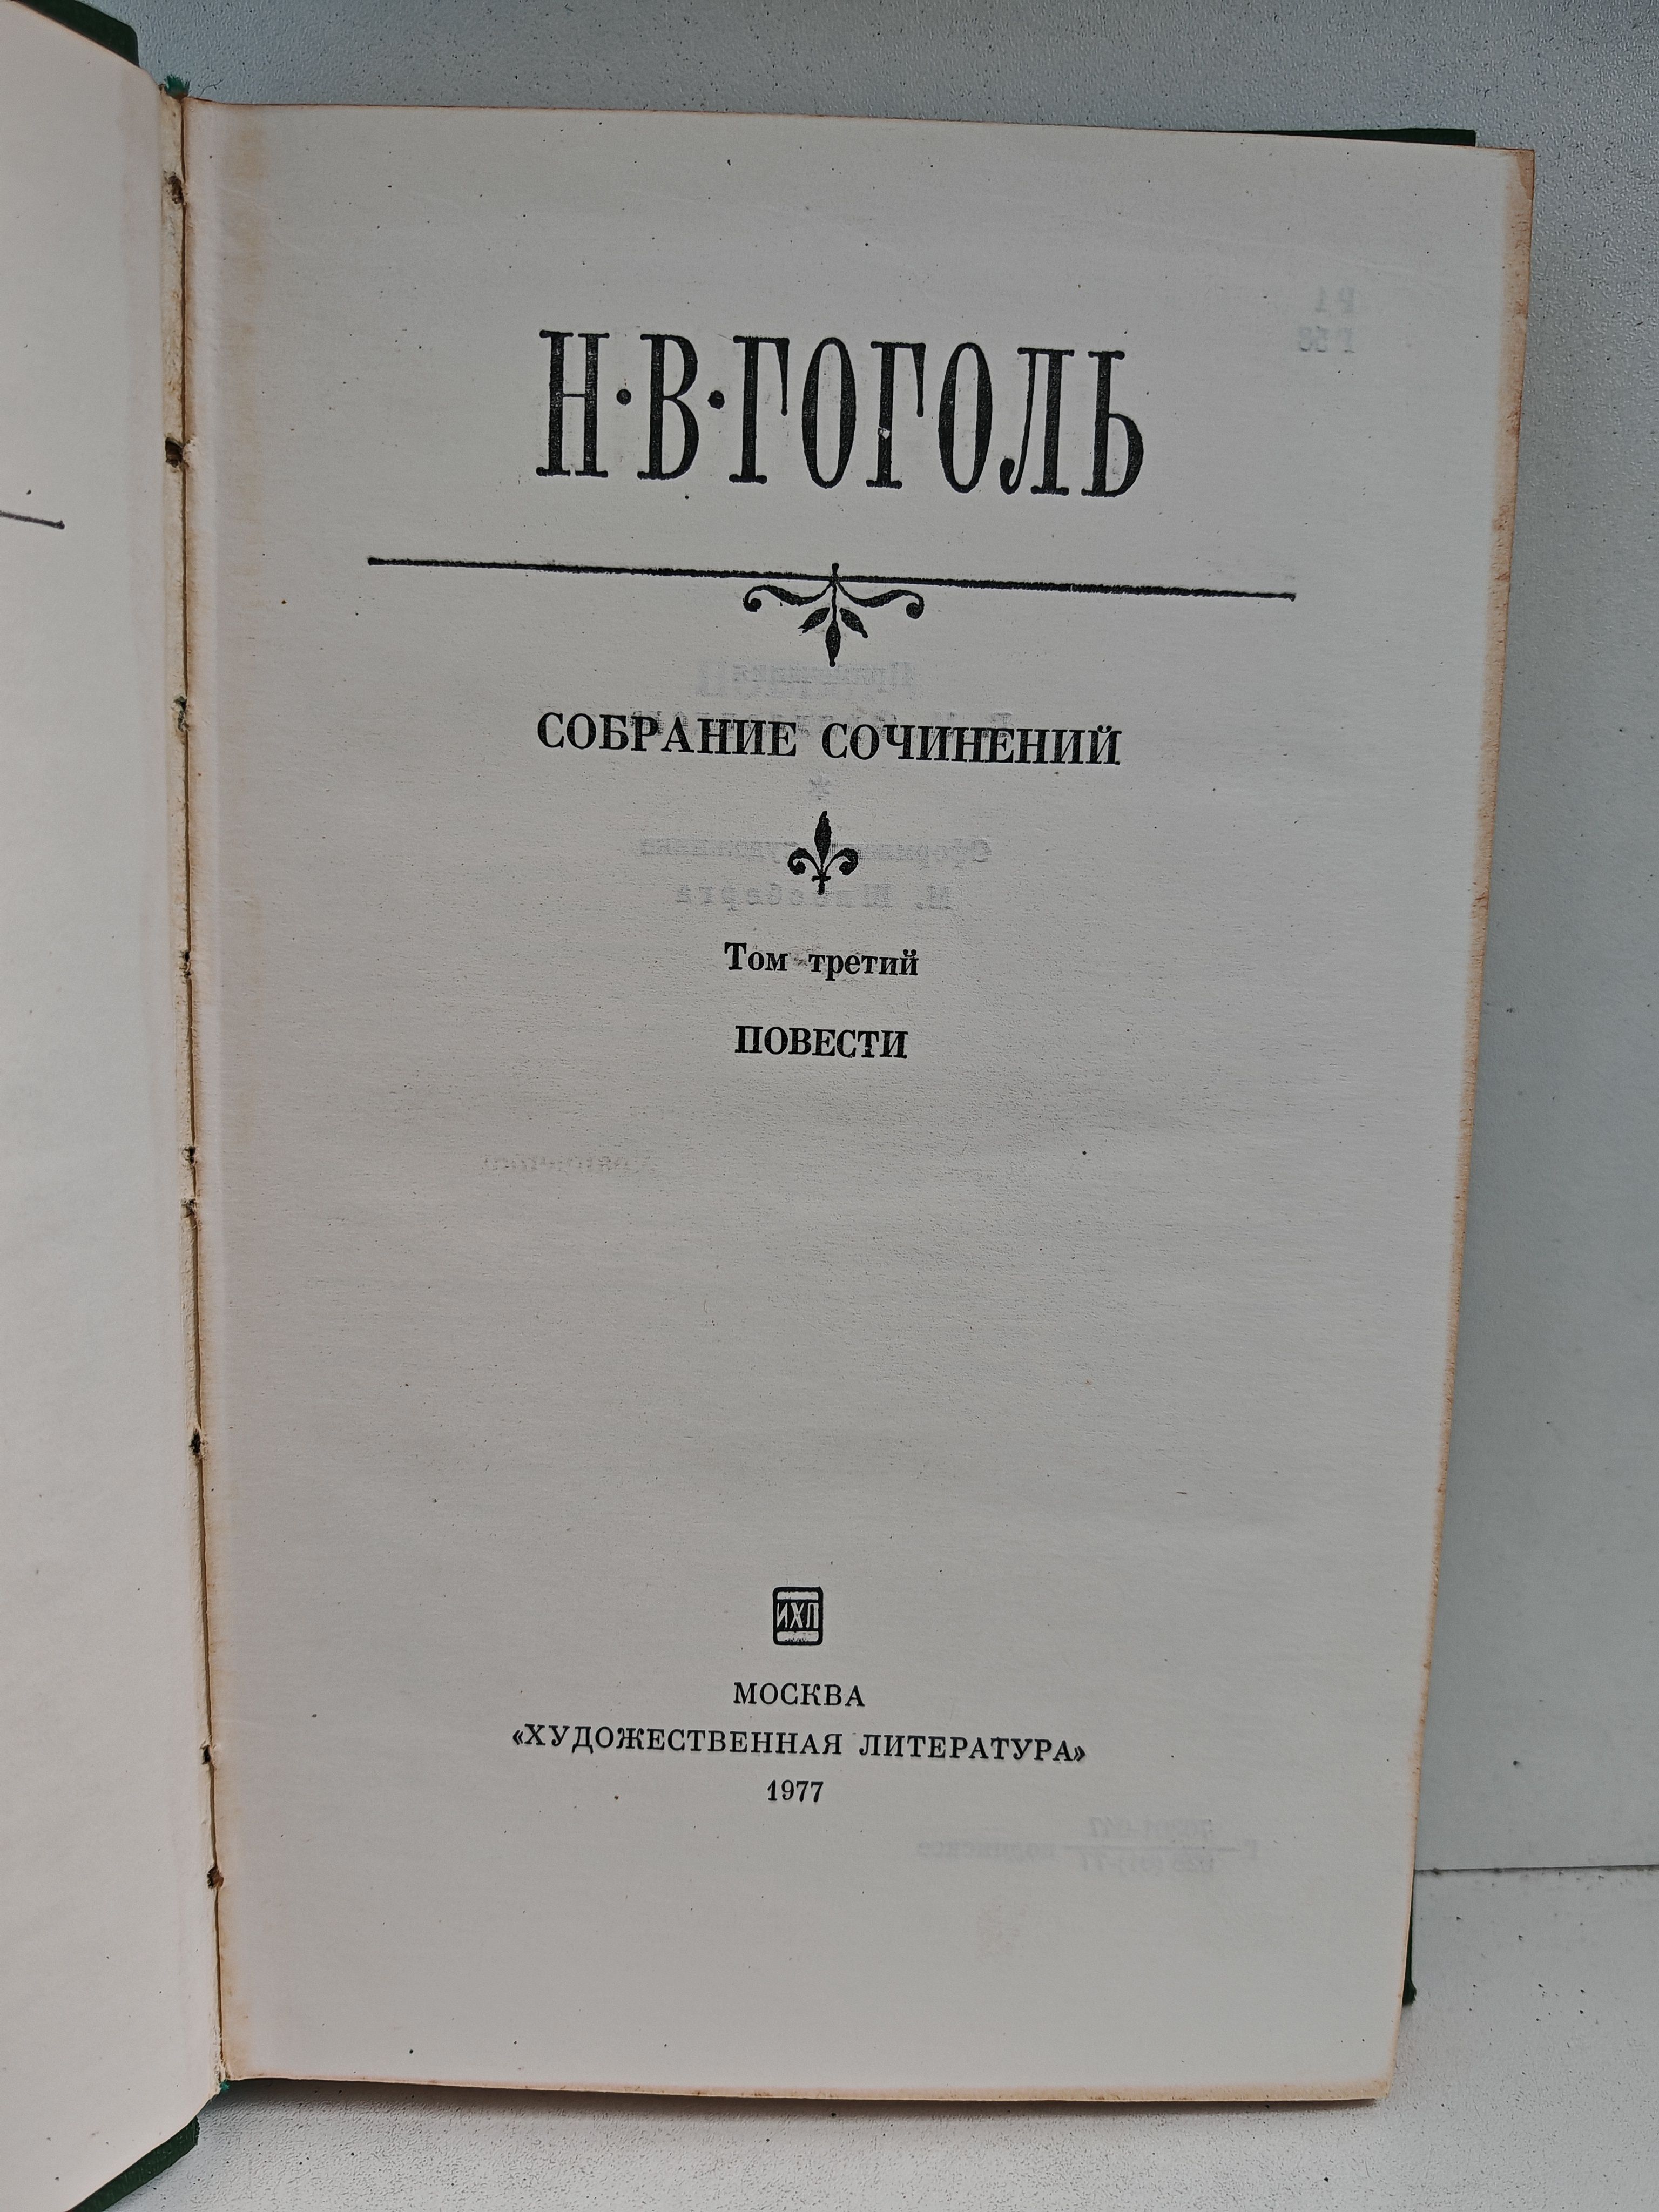 Н·В·ГОГОЛЬ
СОБРАНИЕ СОЧИНЕНИЙ
Том третий
ПОВЕСТИ
ИХЛ
МОСКВА
«ХУДОЖЕСТВЕННАЯ ЛИТЕРАТУРА»
1977